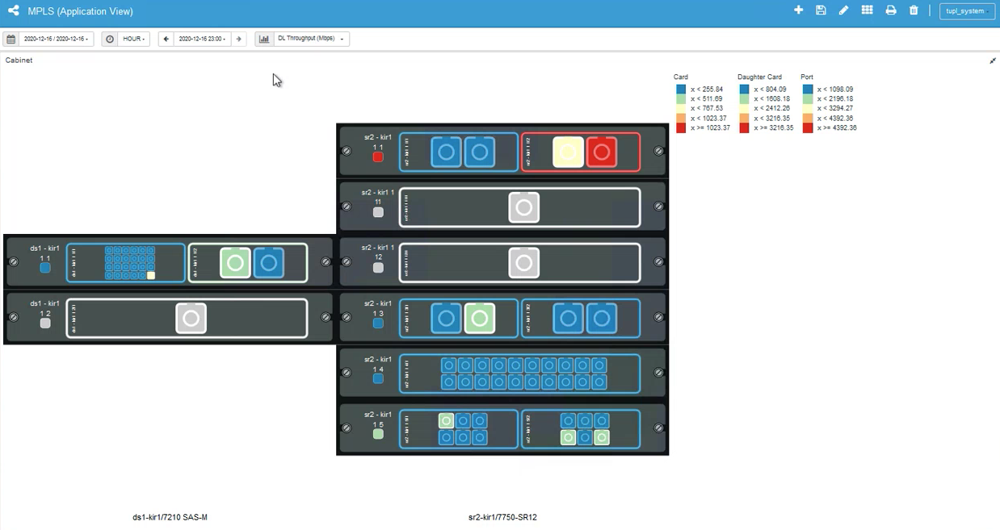 MPLS (Application View)
tupl_system
2020-12-16 / 2020-12-16
HOUR
2020-12-16 23:00
DL Throughput (Mbps)
Cabinet
Card
Daughter Card
Port
x < 255.84
x < 804.09
x < 1098.09
x < 511.69
x < 1608.18
x < 2196.18
x < 767.53
x < 2412.26
x < 3294.27
x < 1023.37
x < 3216.35
x < 4392.36
x >= 1023.37
x >= 3216.35
x >= 4392.36
sr2 - kir1
1 1
sr2 - kir1 1
11
ds1 - kir1
1 1
sr2 - kir1 1
12
ds1 - kir1
1 2
sr2 - kir1
1 3
sr2 - kir1
1 4
sr2 - kir1
1 5
ds1-kir1/7210 SAS-M
sr2-kir1/7750-SR12